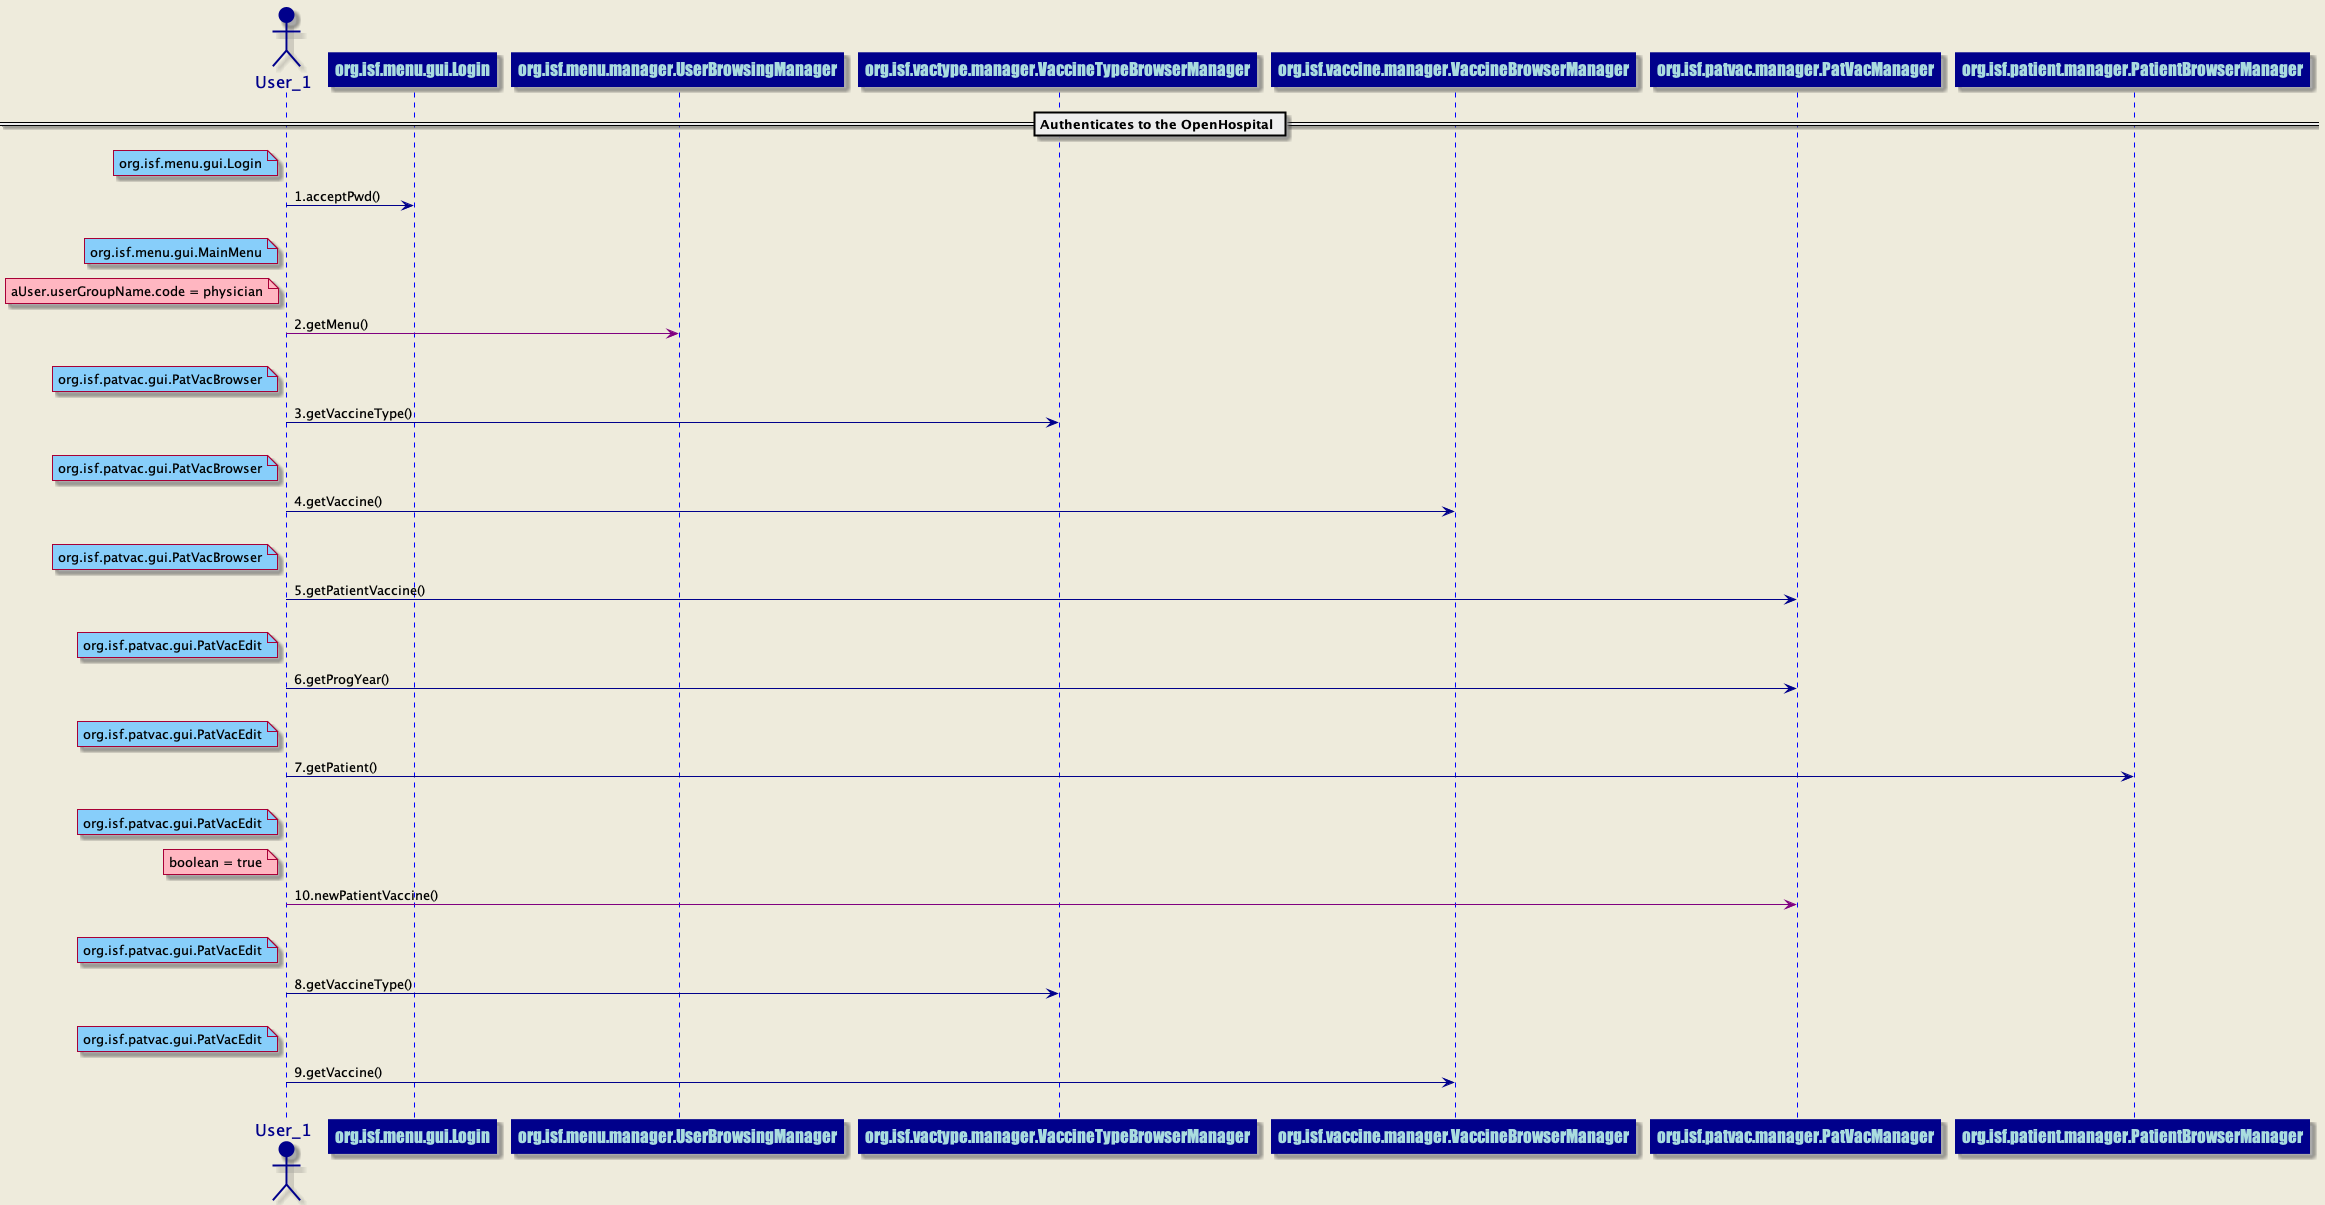 User_1
org.isf.menu.gui.Login
org.isf.menu.manager.UserBrowsingManager
org.isf.vactype.manager.VaccineTypeBrowserManager
org.isf.vaccine.manager.VaccineBrowserManager
org.isf.patvac.manager.PatVacManager
org.isf.patient.manager.PatientBrowserManager
Authenticates to the OpenHospital
org.isf.menu.gui.Login
1.acceptPwd()
org.isf.menu.gui.MainMenu
aUser.userGroupName.code = physician
2.getMenu()
org.isf.patvac.gui.PatVacBrowser
3.getVaccineType()
org.isf.patvac.gui.PatVacBrowser
4.getVaccine()
org.isf.patvac.gui.PatVacBrowser
5.getPatientVaccine()
org.isf.patvac.gui.PatVacEdit
6.getProgYear()
org.isf.patvac.gui.PatVacEdit
7.getPatient()
org.isf.patvac.gui.PatVacEdit
boolean = true
10.newPatientVaccine()
org.isf.patvac.gui.PatVacEdit
8.getVaccineType()
org.isf.patvac.gui.PatVacEdit
9.getVaccine()
User_1
org.isf.menu.gui.Login
org.isf.menu.manager.UserBrowsingManager
org.isf.vactype.manager.VaccineTypeBrowserManager
org.isf.vaccine.manager.VaccineBrowserManager
org.isf.patvac.manager.PatVacManager
org.isf.patient.manager.PatientBrowserManager